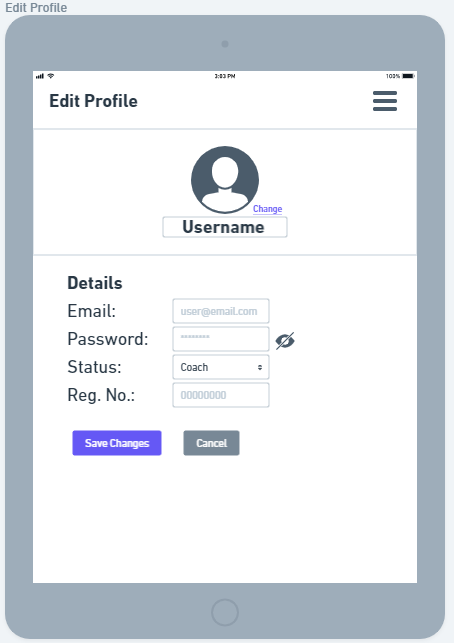 Edit Profile
3:03 PM 100%
Edit Profile
Change
Username
Details
Email: user@email.com
Password: ********
Status: Coach
Reg. No.: 00000000
Save Changes Cancel